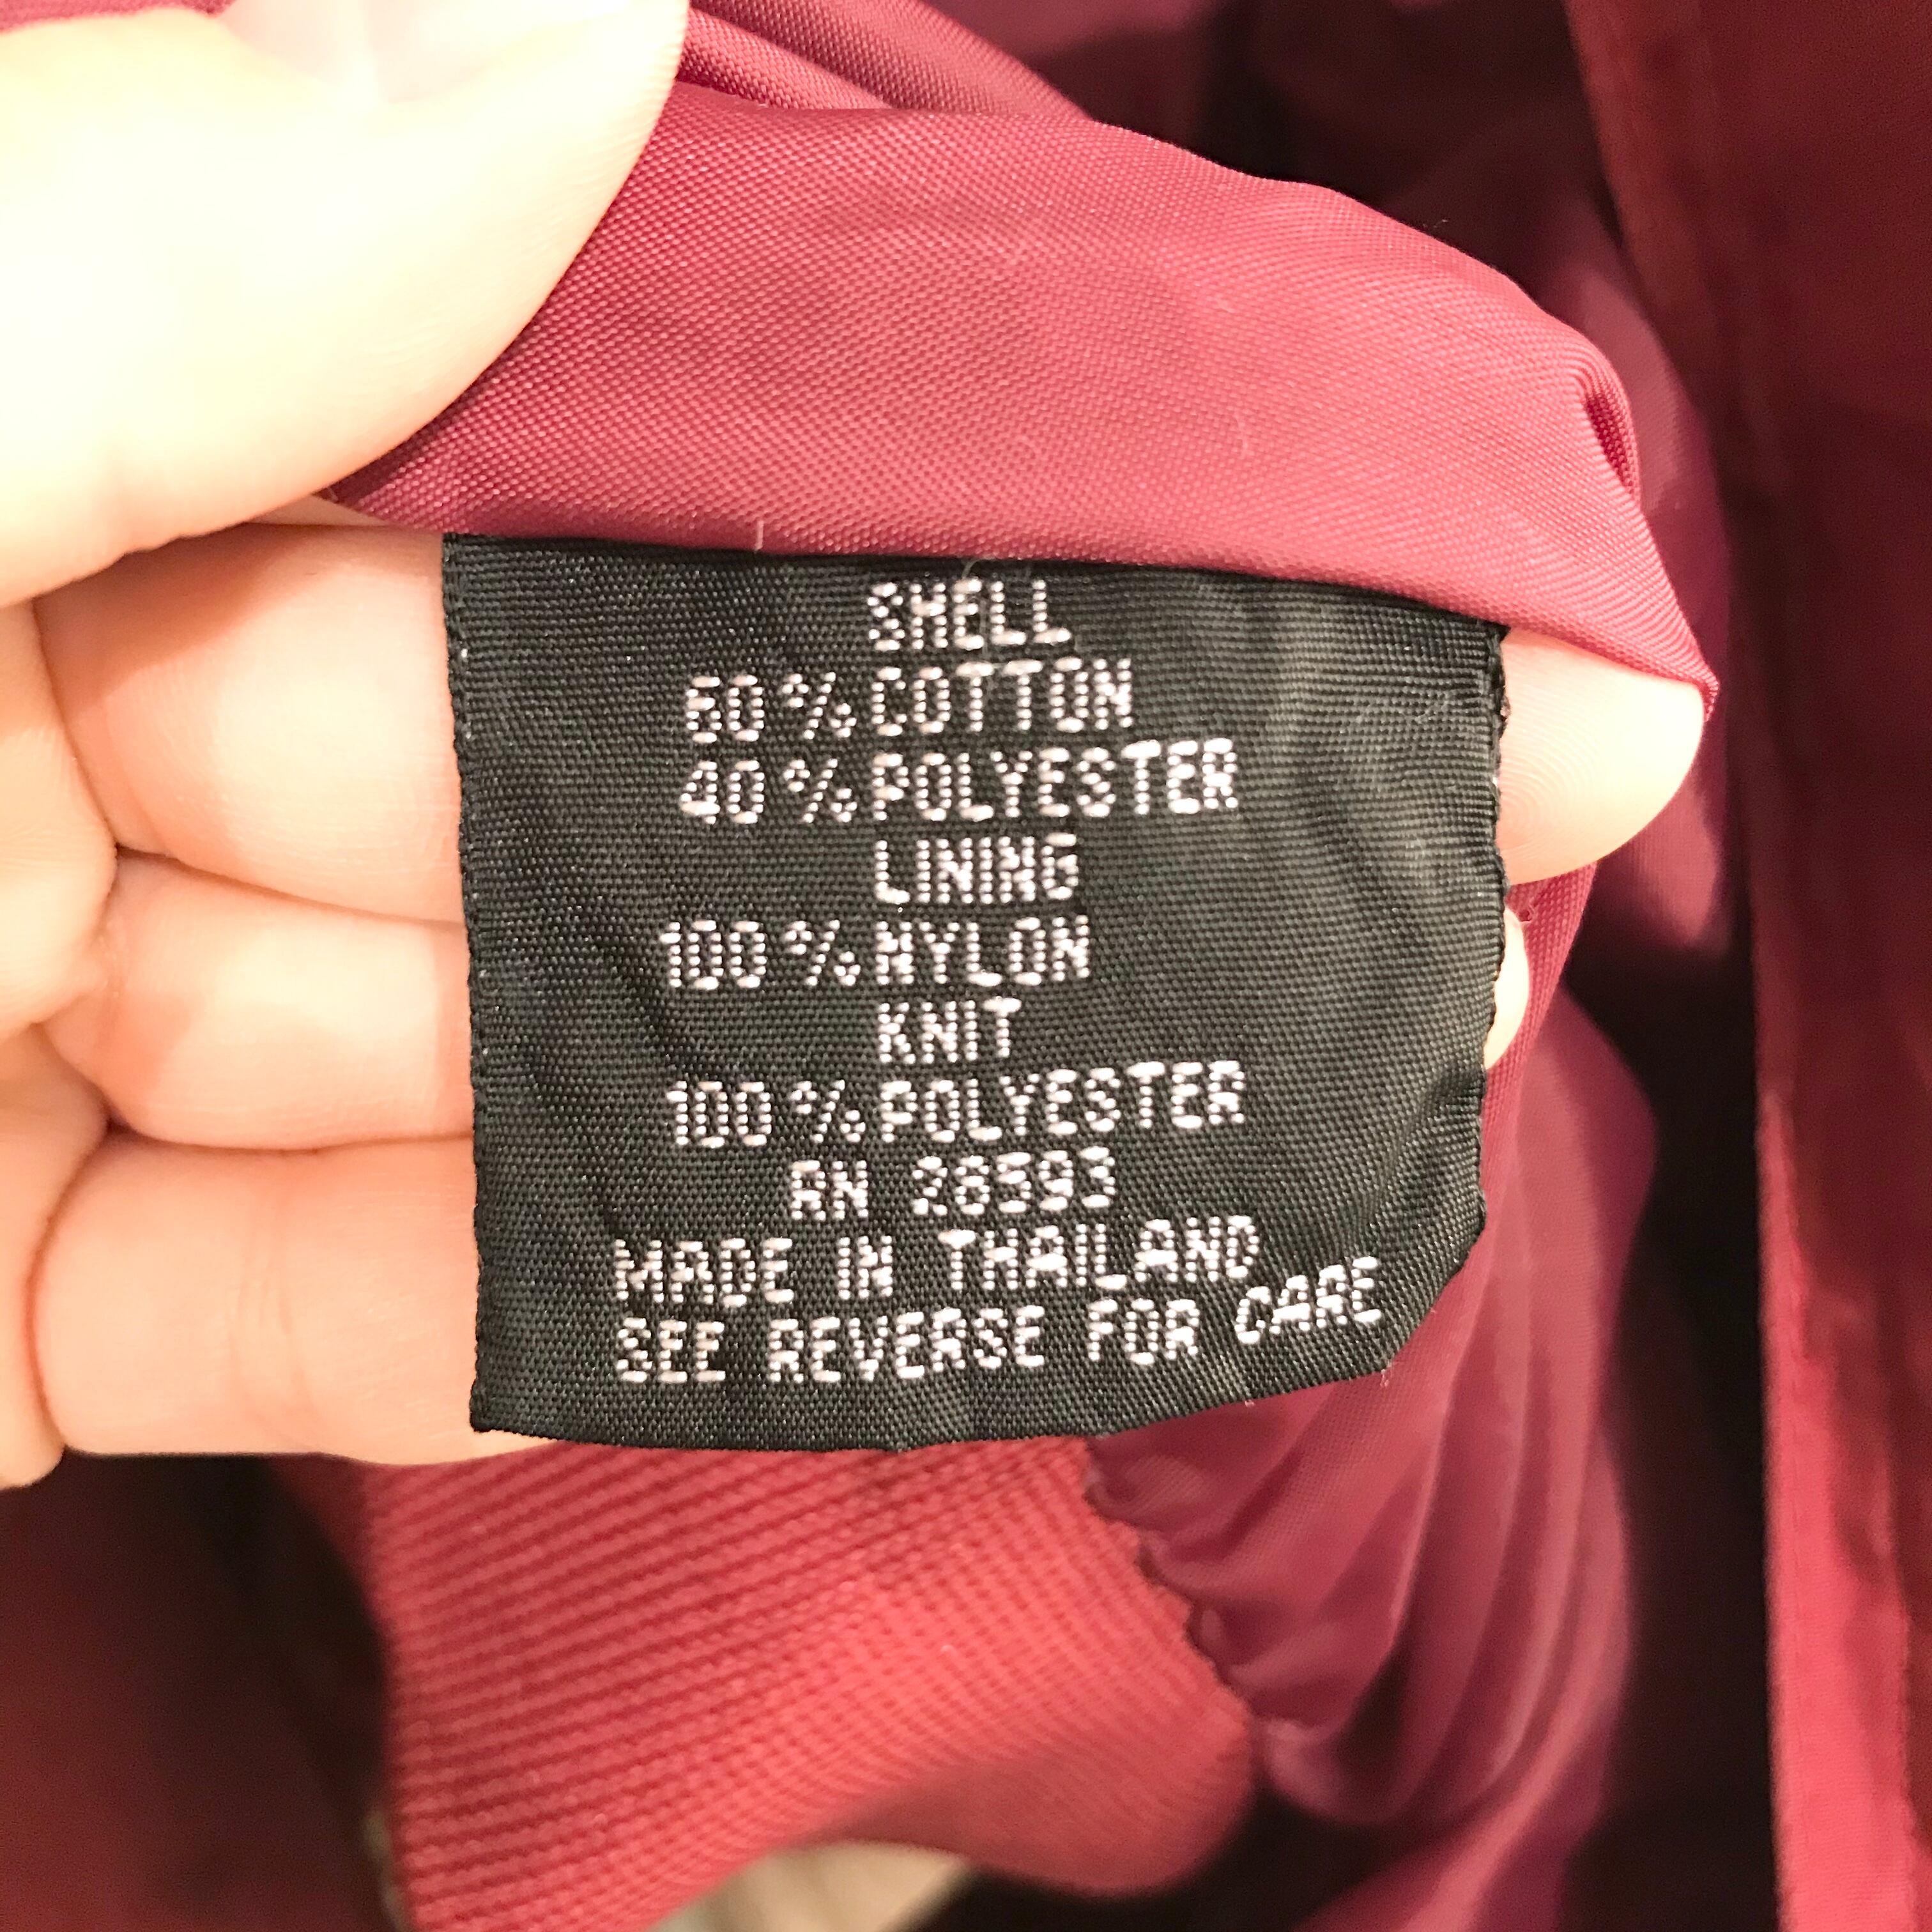 SHELL
60% COTTON
40% POLYESTER
LINING
100% NYLON
KNIT
100% POLYESTER
RN 26593
MADE IN THAILAND
SEE REVERSE FOR CARE